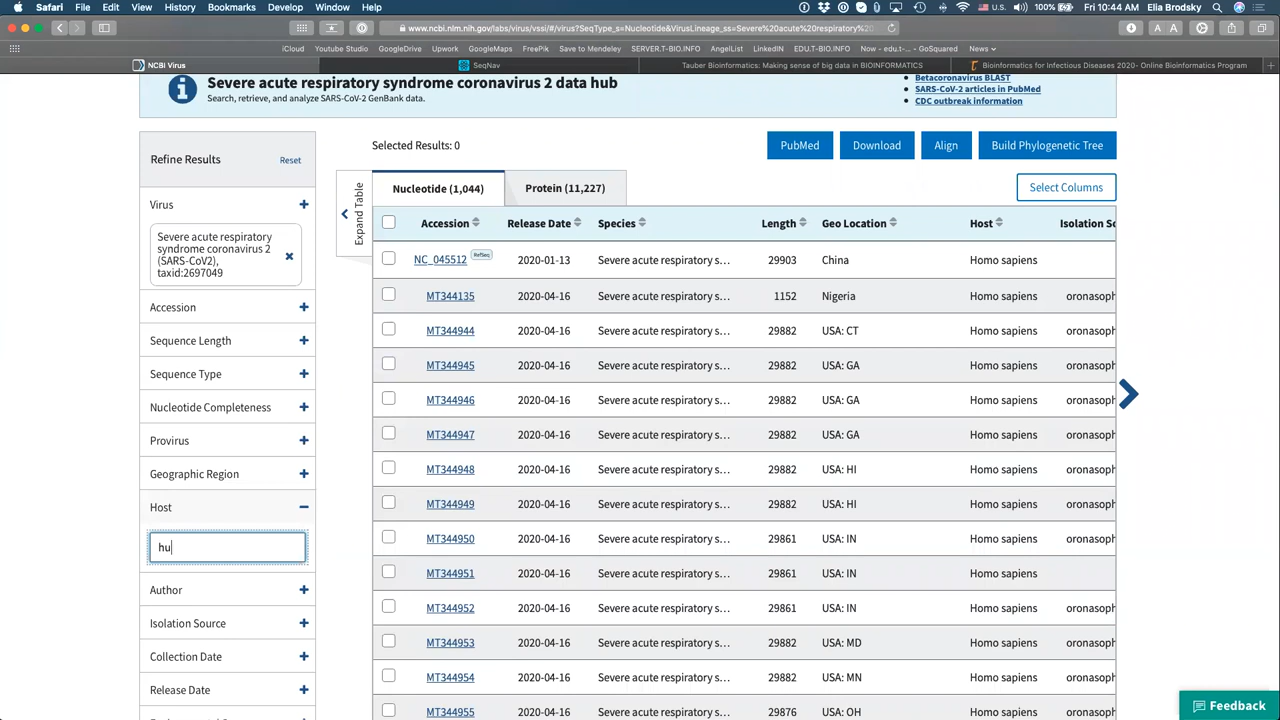 Safari File Edit View History Bookmarks Develop Window Help
U.S. 100% Fri 10:44 AM Elia Brodsky
www.ncbi.nlm.nih.gov/labs/virus/vssi/#/virus?SeqType_s=Nucleotide&VirusLineage_ss=Severe%20acute%20respiratory%20
A A
iCloud Youtube Studio GoogleDrive Upwork GoogleMaps FreePik Save to Mendeley SERVER.T-BIO.INFO AngelList LinkedIN EDU.T-BIO.INFO Now - edu.t-... - GoSquared News
NCBI Virus SeqNav Tauber Bioinformatics: Making sense of big data in BIOINFORMATICS Bioinformatics for Infectious Diseases 2020- Online Bioinformatics Program
Severe acute respiratory syndrome coronavirus 2 data hub
Search, retrieve, and analyze SARS-CoV-2 GenBank data.
Betacoronavirus BLAST
SARS-CoV-2 articles in PubMed
CDC outbreak information
Refine Results Reset
Virus
Severe acute respiratory
syndrome coronavirus 2
(SARS-CoV2),
taxid:2697049
Accession
Sequence Length
Sequence Type
Nucleotide Completeness
Provirus
Geographic Region
Host
hu
Author
Isolation Source
Collection Date
Release Date
Selected Results: 0
PubMed Download Align Build Phylogenetic Tree
Expand Table
Nucleotide (1,044) Protein (11,227) Select Columns
Accession Release Date Species Length Geo Location Host Isolation So
NC_045512 RefSeq 2020-01-13 Severe acute respiratory s... 29903 China Homo sapiens
MT344135 2020-04-16 Severe acute respiratory s... 1152 Nigeria Homo sapiens oronasoph
MT344944 2020-04-16 Severe acute respiratory s... 29882 USA: CT Homo sapiens oronasoph
MT344945 2020-04-16 Severe acute respiratory s... 29882 USA: GA Homo sapiens oronasoph
MT344946 2020-04-16 Severe acute respiratory s... 29882 USA: GA Homo sapiens oronasoph
MT344947 2020-04-16 Severe acute respiratory s... 29882 USA: GA Homo sapiens oronasoph
MT344948 2020-04-16 Severe acute respiratory s... 29882 USA: HI Homo sapiens oronasoph
MT344949 2020-04-16 Severe acute respiratory s... 29882 USA: HI Homo sapiens oronasoph
MT344950 2020-04-16 Severe acute respiratory s... 29861 USA: IN Homo sapiens oronasoph
MT344951 2020-04-16 Severe acute respiratory s... 29861 USA: IN Homo sapiens
MT344952 2020-04-16 Severe acute respiratory s... 29861 USA: IN Homo sapiens oronasoph
MT344953 2020-04-16 Severe acute respiratory s... 29882 USA: MD Homo sapiens oronasoph
MT344954 2020-04-16 Severe acute respiratory s... 29882 USA: MN Homo sapiens oronasoph
MT344955 2020-04-16 Severe acute respiratory s... 29876 USA: OH Homo sapiens oronasoph
Feedback